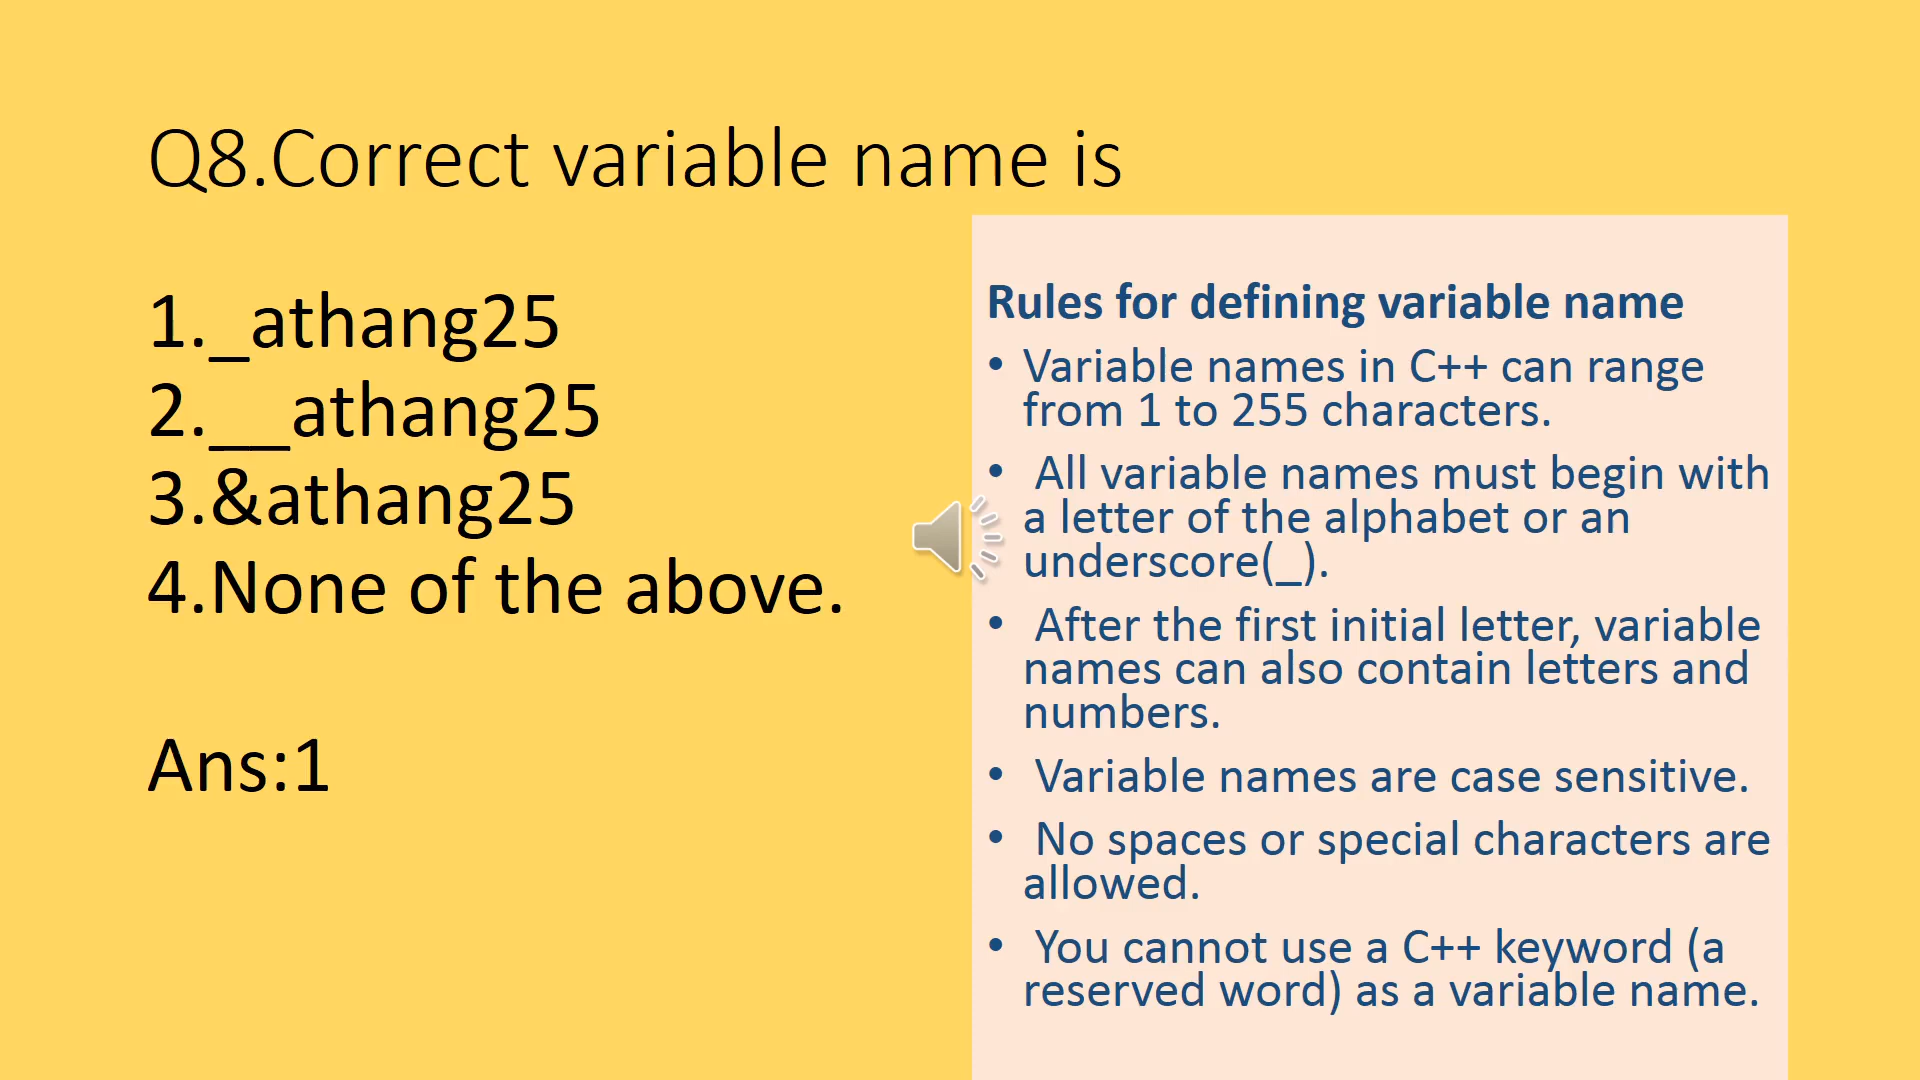 Q8.Correct variable name is
1._athang25
2.__athang25
3.&athang25
4.None of the above.
Ans:1
Rules for defining variable name
• Variable names in C++ can range
from 1 to 255 characters.
• All variable names must begin with
a letter of the alphabet or an
underscore(_).
• After the first initial letter, variable
names can also contain letters and
numbers.
• Variable names are case sensitive.
• No spaces or special characters are
allowed.
• You cannot use a C++ keyword (a
reserved word) as a variable name.